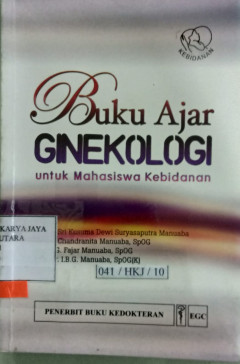 KEBIDANAN
Buku Ajar
GINEKOLOGI
untuk Mahasiswa Kebidanan
Sri Kusuma Dewi Suryasaputra Manuaba
Chandranita Manuaba, SpOG
Fajar Manuaba, SpOG
I.B.G. Manuaba, SpOG(K)
KARYA JAYA
UTARA
041 / HKJ / 10
PENERBIT BUKU KEDOKTERAN
EGC